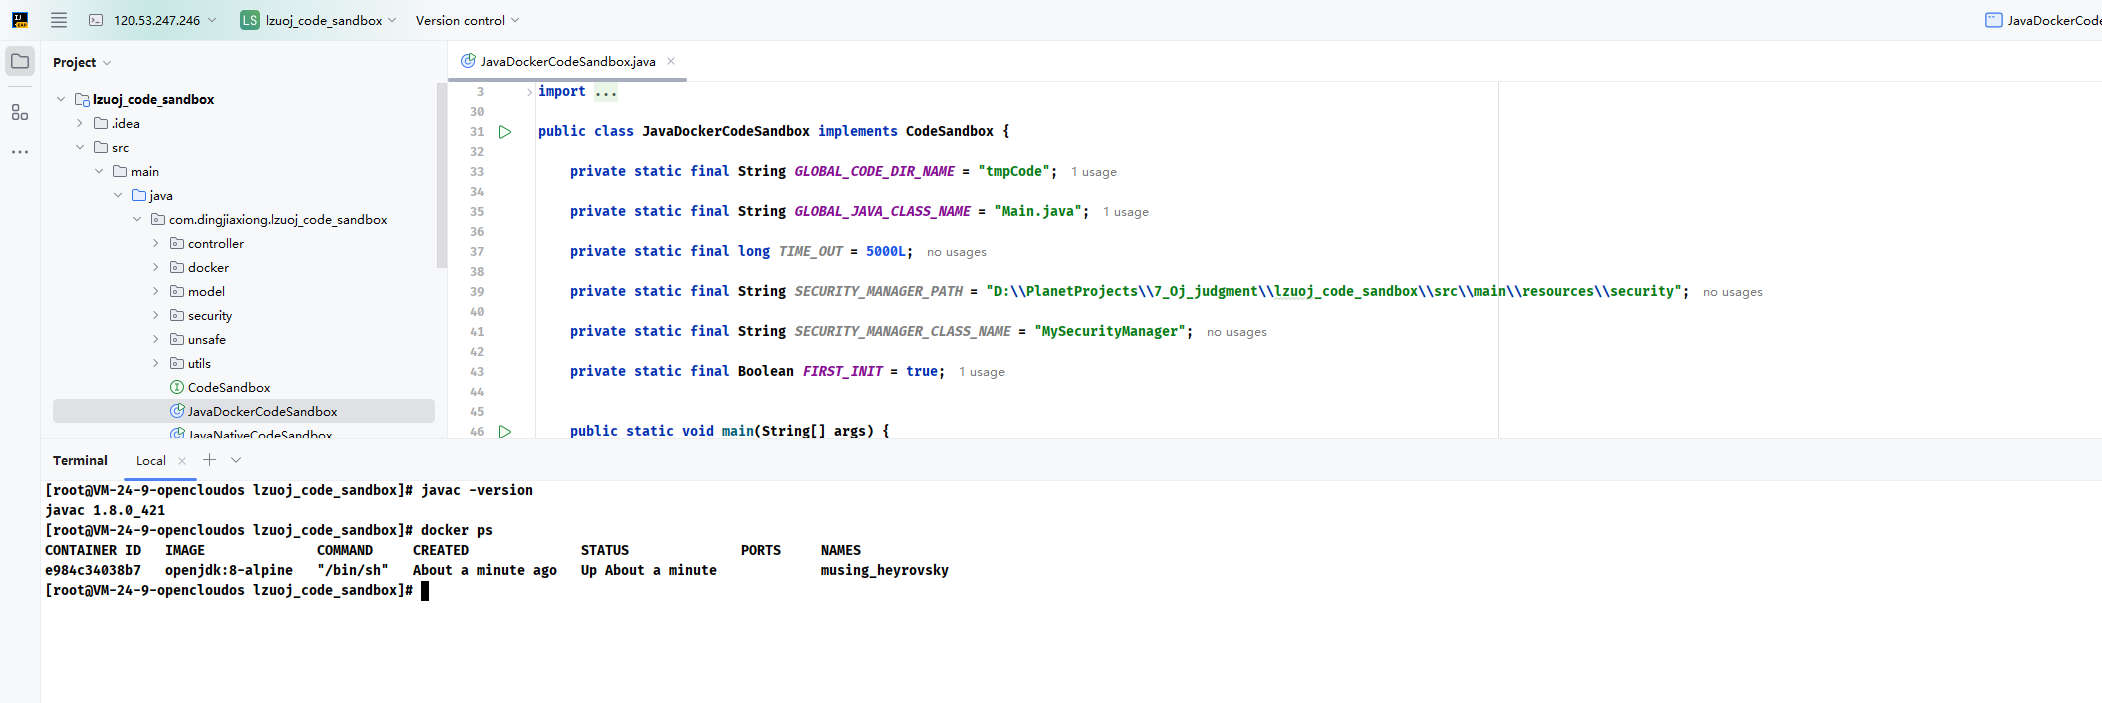 120.53.247.246 LS lzuoj_code_sandbox Version control JavaDockerCode
Project
lzuoj_code_sandbox
.idea
src
main
java
com.dingjiaxiong.lzuoj_code_sandbox
controller
docker
model
security
unsafe
utils
CodeSandbox
JavaDockerCodeSandbox
JavaNativeCodeSandbox
JavaDockerCodeSandbox.java
3 import ...
30
31 public class JavaDockerCodeSandbox implements CodeSandbox {
32
33 private static final String GLOBAL_CODE_DIR_NAME = "tmpCode"; 1 usage
34
35 private static final String GLOBAL_JAVA_CLASS_NAME = "Main.java"; 1 usage
36
37 private static final long TIME_OUT = 5000L; no usages
38
39 private static final String SECURITY_MANAGER_PATH = "D:\\PlanetProjects\\7_Oj_judgment\\lzuoj_code_sandbox\\src\\main\\resources\\security"; no usages
40
41 private static final String SECURITY_MANAGER_CLASS_NAME = "MySecurityManager"; no usages
42
43 private static final Boolean FIRST_INIT = true; 1 usage
44
45
46 public static void main(String[] args) {
Terminal Local
[root@VM-24-9-opencloudos lzuoj_code_sandbox]# javac -version
javac 1.8.0_421
[root@VM-24-9-opencloudos lzuoj_code_sandbox]# docker ps
CONTAINER ID IMAGE COMMAND CREATED STATUS PORTS NAMES
e984c34038b7 openjdk:8-alpine "/bin/sh" About a minute ago Up About a minute musing_heyrovsky
[root@VM-24-9-opencloudos lzuoj_code_sandbox]#